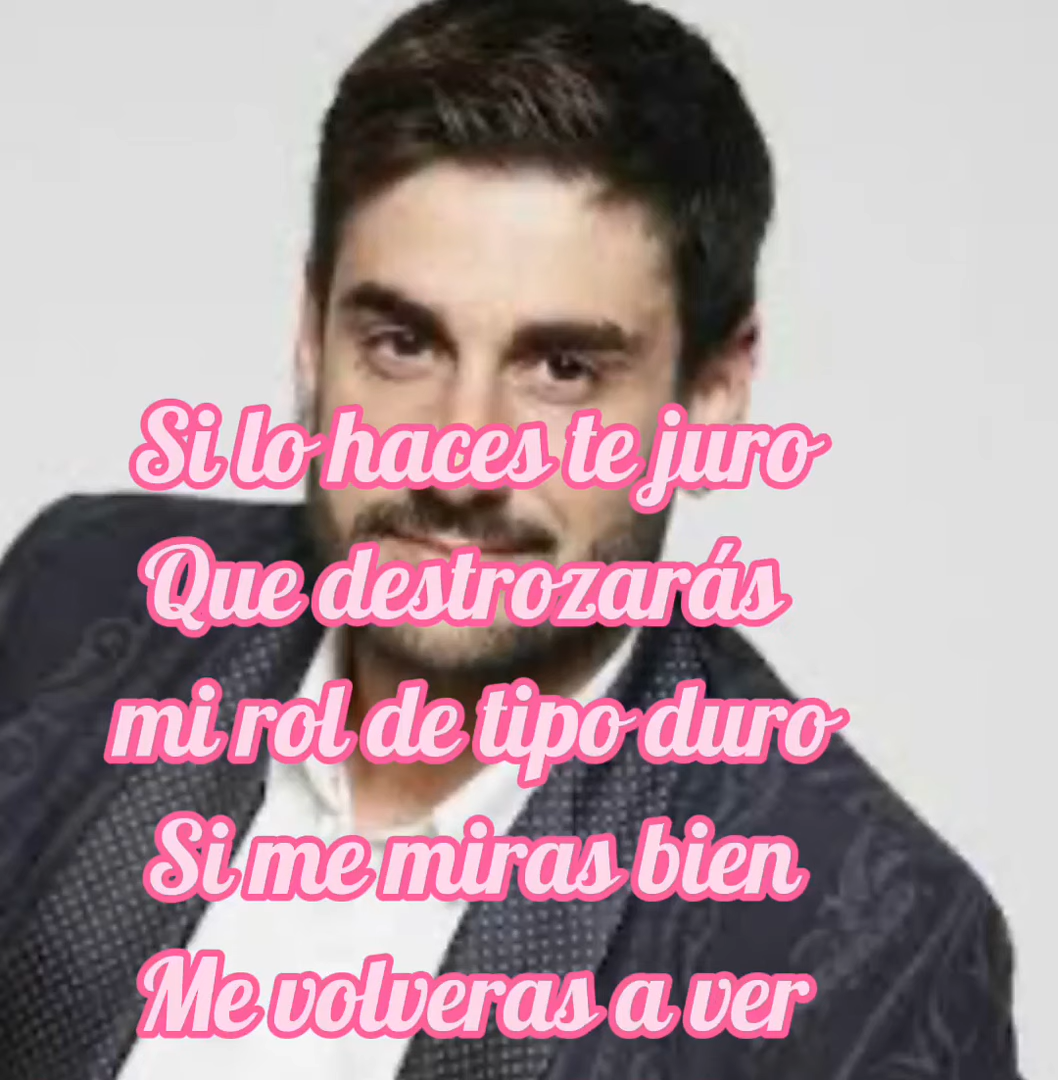 Si lo haces te juro
Que destrozarás
mi rol de tipo duro
Si me miras bien
Me volveras a ver